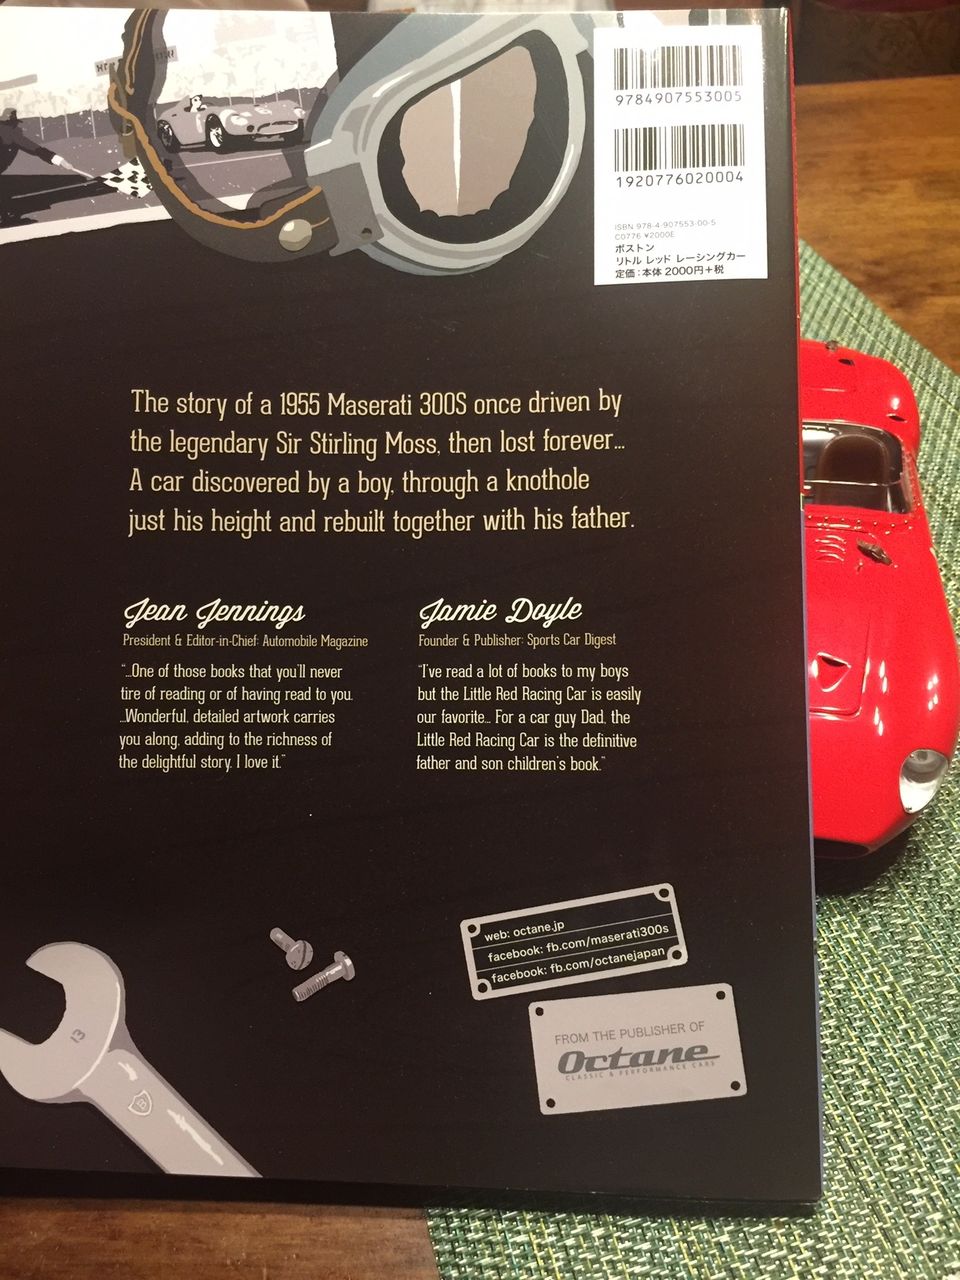 9784907553005
1920776020004
ISBN 978-4-907553-00-5
C0776 ¥2000E
ボストン
リトル レッド レーシングカー
定価：本体 2000円＋税
The story of a 1955 Maserati 300S once driven by
the legendary Sir Stirling Moss, then lost forever...
A car discovered by a boy, through a knothole
just his height and rebuilt together with his father.
Jean Jennings
President & Editor-in-Chief: Automobile Magazine
"...One of those books that you'll never
tire of reading or of having read to you.
...Wonderful, detailed artwork carries
you along, adding to the richness of
the delightful story. I love it."
Jamie Doyle
Founder & Publisher: Sports Car Digest
"I've read a lot of books to my boys
but the Little Red Racing Car is easily
our favorite... For a car guy Dad, the
Little Red Racing Car is the definitive
father and son children's book."
web: octane.jp
facebook: fb.com/maserati300s
facebook: fb.com/octanejapan
13
FROM THE PUBLISHER OF
Octane
CLASSIC & PERFORMANCE CARS